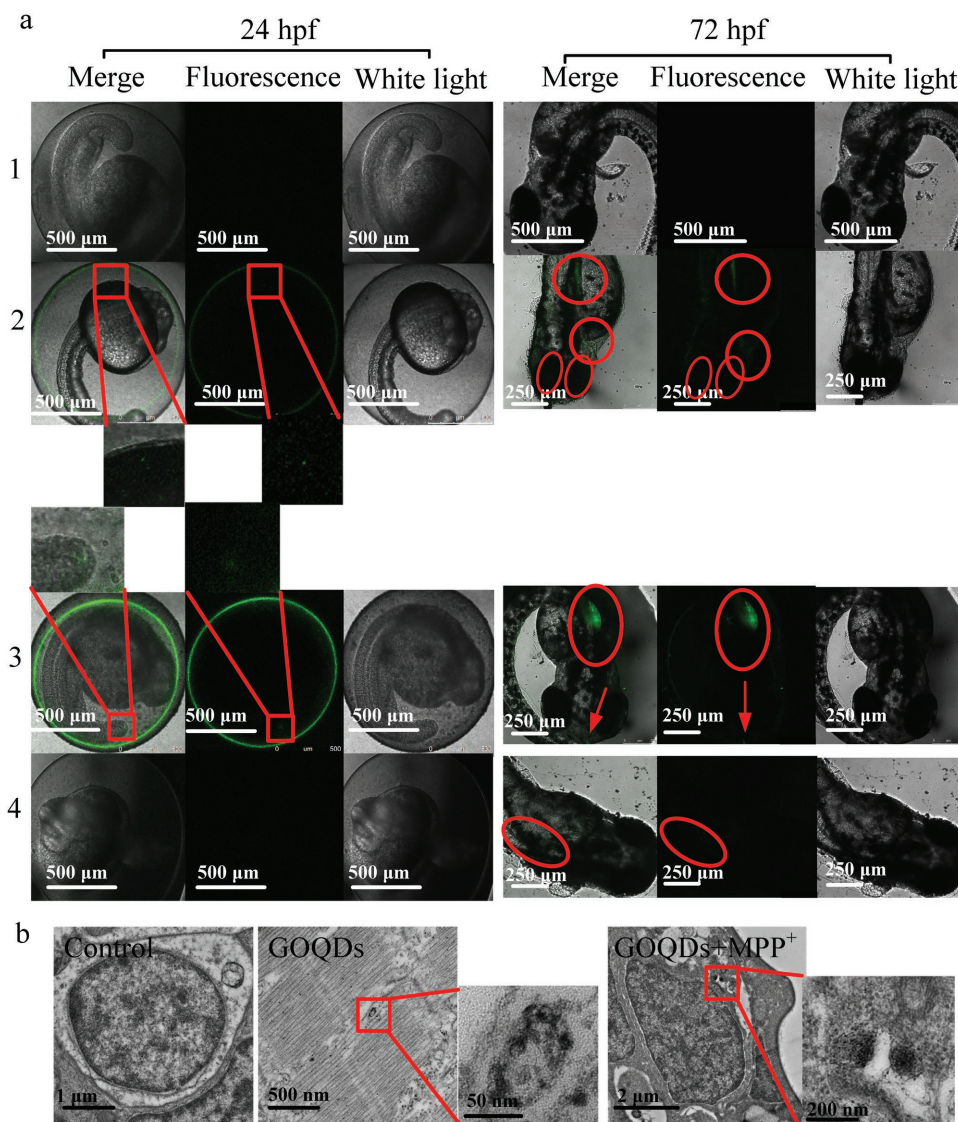 a
24 hpf
72 hpf
Merge Fluorescence White light
Merge Fluorescence White light
1
500 µm 500 µm 500 µm
500 µm 500 µm 500 µm
2
500 µm 500 µm 500 µm
250 µm 250 µm 250 µm
3
500 µm 500 µm 500 µm
0 µm 500
250 µm 250 µm 250 µm
4
500 µm 500 µm 500 µm
250 µm 250 µm 250 µm
b
Control GOQDs GOQDs+MPP⁺
1 µm 500 nm 50 nm 2 µm 200 nm